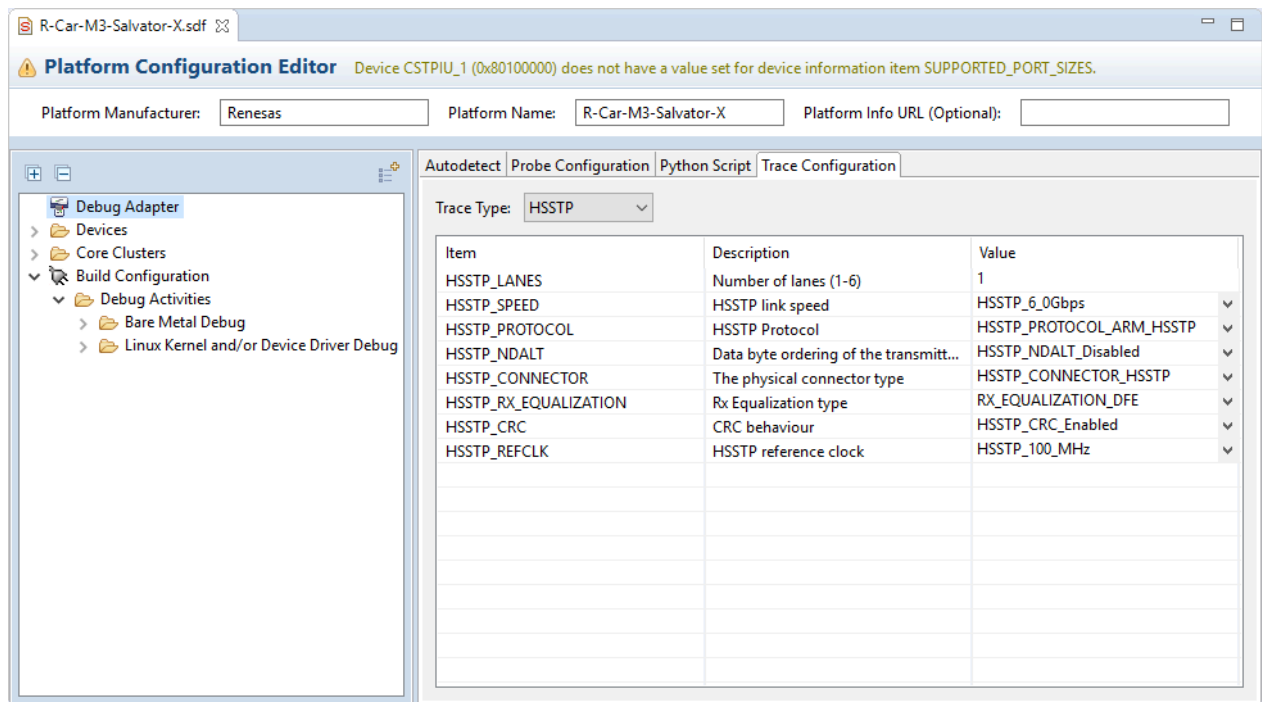 R-Car-M3-Salvator-X.sdf
Platform Configuration Editor Device CSTPIU_1 (0x80100000) does not have a value set for device information item SUPPORTED_PORT_SIZES.
Platform Manufacturer: Renesas Platform Name: R-Car-M3-Salvator-X Platform Info URL (Optional):
Debug Adapter
Devices
Core Clusters
Build Configuration
Debug Activities
Bare Metal Debug
Linux Kernel and/or Device Driver Debug
Autodetect Probe Configuration Python Script Trace Configuration
Trace Type: HSSTP
Item Description Value
HSSTP_LANES Number of lanes (1-6) 1
HSSTP_SPEED HSSTP link speed HSSTP_6_0Gbps
HSSTP_PROTOCOL HSSTP Protocol HSSTP_PROTOCOL_ARM_HSSTP
HSSTP_NDALT Data byte ordering of the transmitt... HSSTP_NDALT_Disabled
HSSTP_CONNECTOR The physical connector type HSSTP_CONNECTOR_HSSTP
HSSTP_RX_EQUALIZATION Rx Equalization type RX_EQUALIZATION_DFE
HSSTP_CRC CRC behaviour HSSTP_CRC_Enabled
HSSTP_REFCLK HSSTP reference clock HSSTP_100_MHz